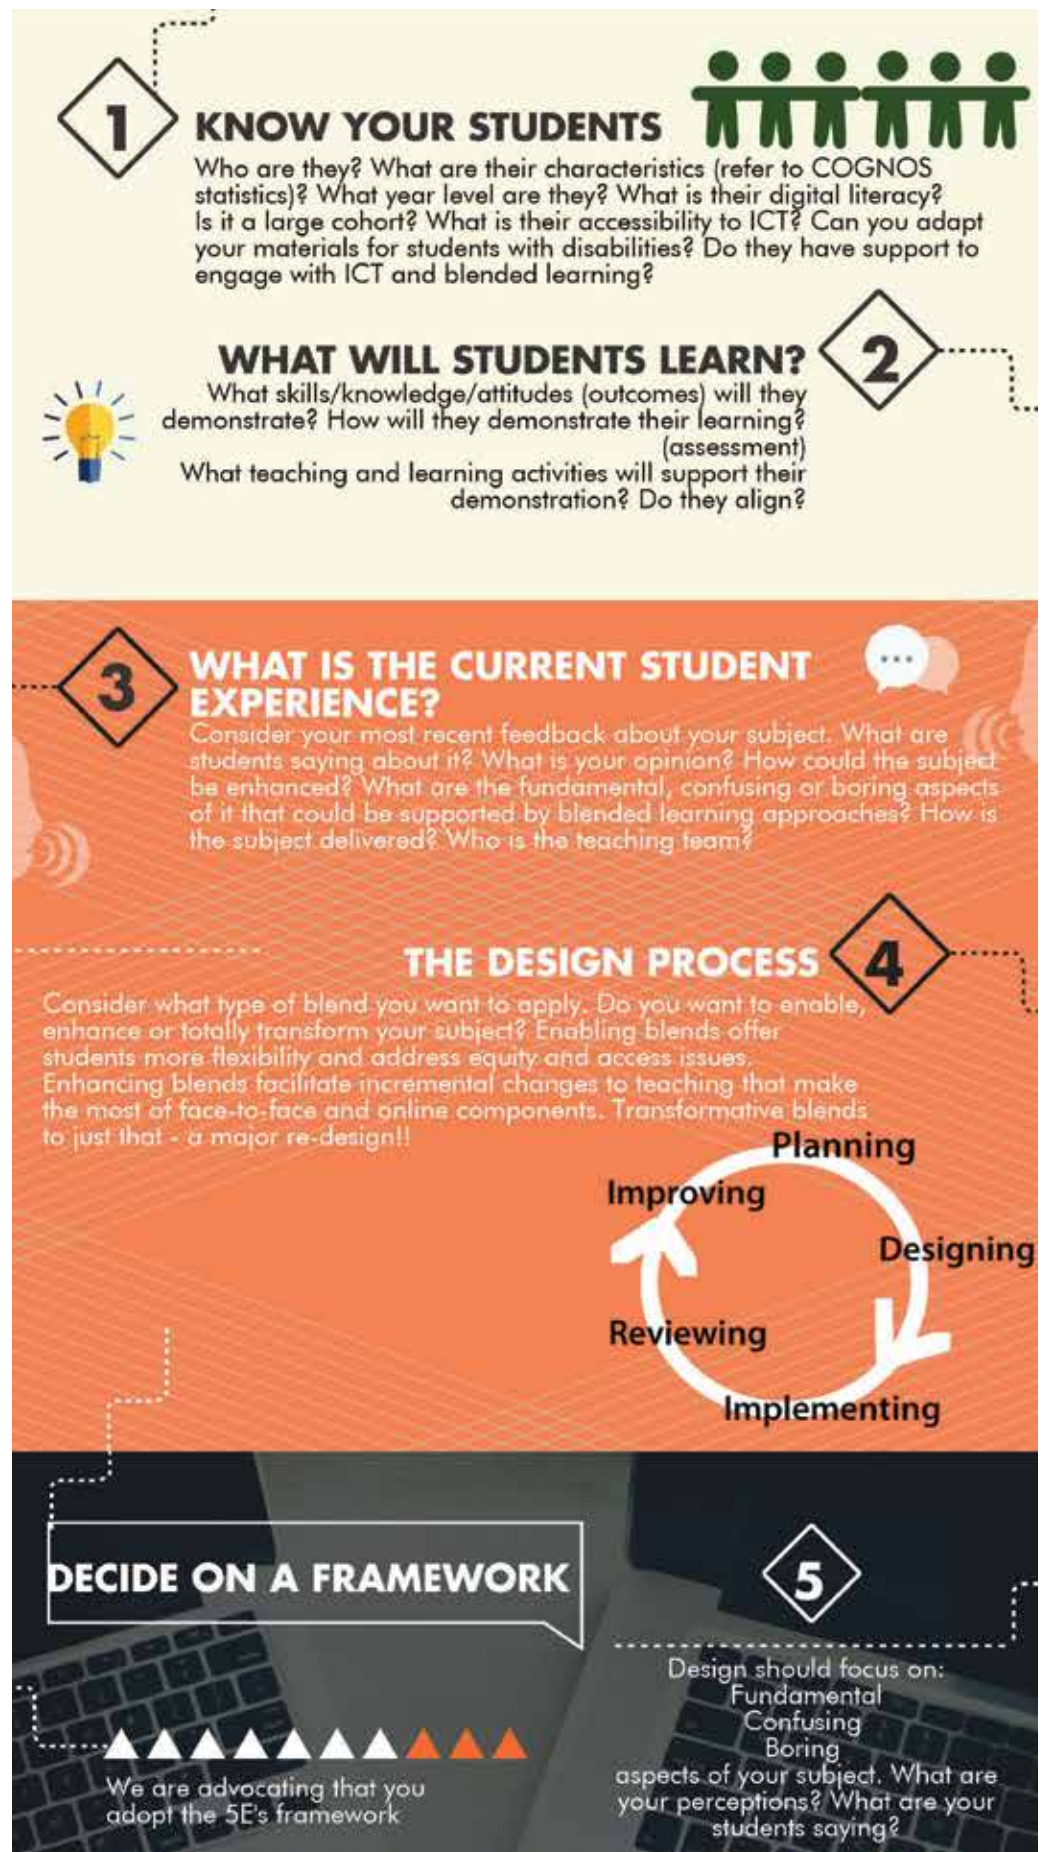 1
KNOW YOUR STUDENTS
Who are they? What are their characteristics (refer to COGNOS
statistics)? What year level are they? What is their digital literacy?
Is it a large cohort? What is their accessibility to ICT? Can you adapt
your materials for students with disabilities? Do they have support to
engage with ICT and blended learning?
2
WHAT WILL STUDENTS LEARN?
What skills/knowledge/attitudes (outcomes) will they
demonstrate? How will they demonstrate their learning?
(assessment)
What teaching and learning activities will support their
demonstration? Do they align?
3
WHAT IS THE CURRENT STUDENT
EXPERIENCE?
Consider your most recent feedback about your subject. What are
students saying about it? What is your opinion? How could the subject
be enhanced? What are the fundamental, confusing or boring aspects
of it that could be supported by blended learning approaches? How is
the subject delivered? Who is the teaching team?
THE DESIGN PROCESS
4
Consider what type of blend you want to apply. Do you want to enable,
enhance or totally transform your subject? Enabling blends offer
students more flexibility and address equity and access issues.
Enhancing blends facilitate incremental changes to teaching that make
the most of face-to-face and online components. Transformative blends
to just that - a major re-design!!
Planning
Improving
Designing
Reviewing
Implementing
DECIDE ON A FRAMEWORK
We are advocating that you
adopt the 5E's framework
5
Design should focus on:
Fundamental
Confusing
Boring
aspects of your subject. What are
your perceptions? What are your
students saying?